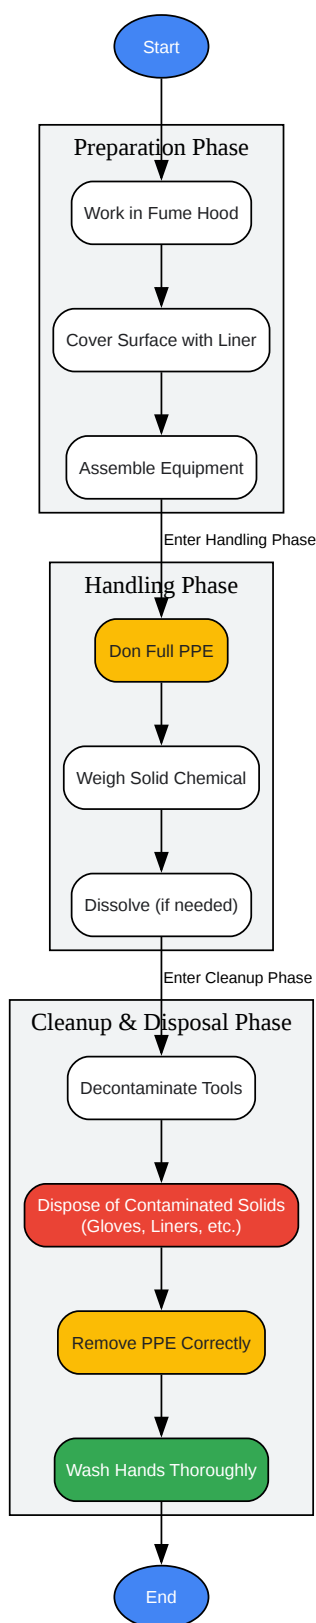 Start
Preparation Phase
Work in Fume Hood
Cover Surface with Liner
Assemble Equipment
Enter Handling Phase
Handling Phase
Don Full PPE
Weigh Solid Chemical
Dissolve (if needed)
Enter Cleanup Phase
Cleanup & Disposal Phase
Decontaminate Tools
Dispose of Contaminated Solids
(Gloves, Liners, etc.)
Remove PPE Correctly
Wash Hands Thoroughly
End